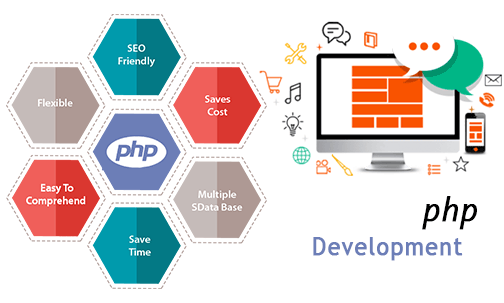 SEO
Friendly
Flexible
Saves
Cost
php
Easy To
Comprehend
Multiple
SData Base
Save
Time
php
Development